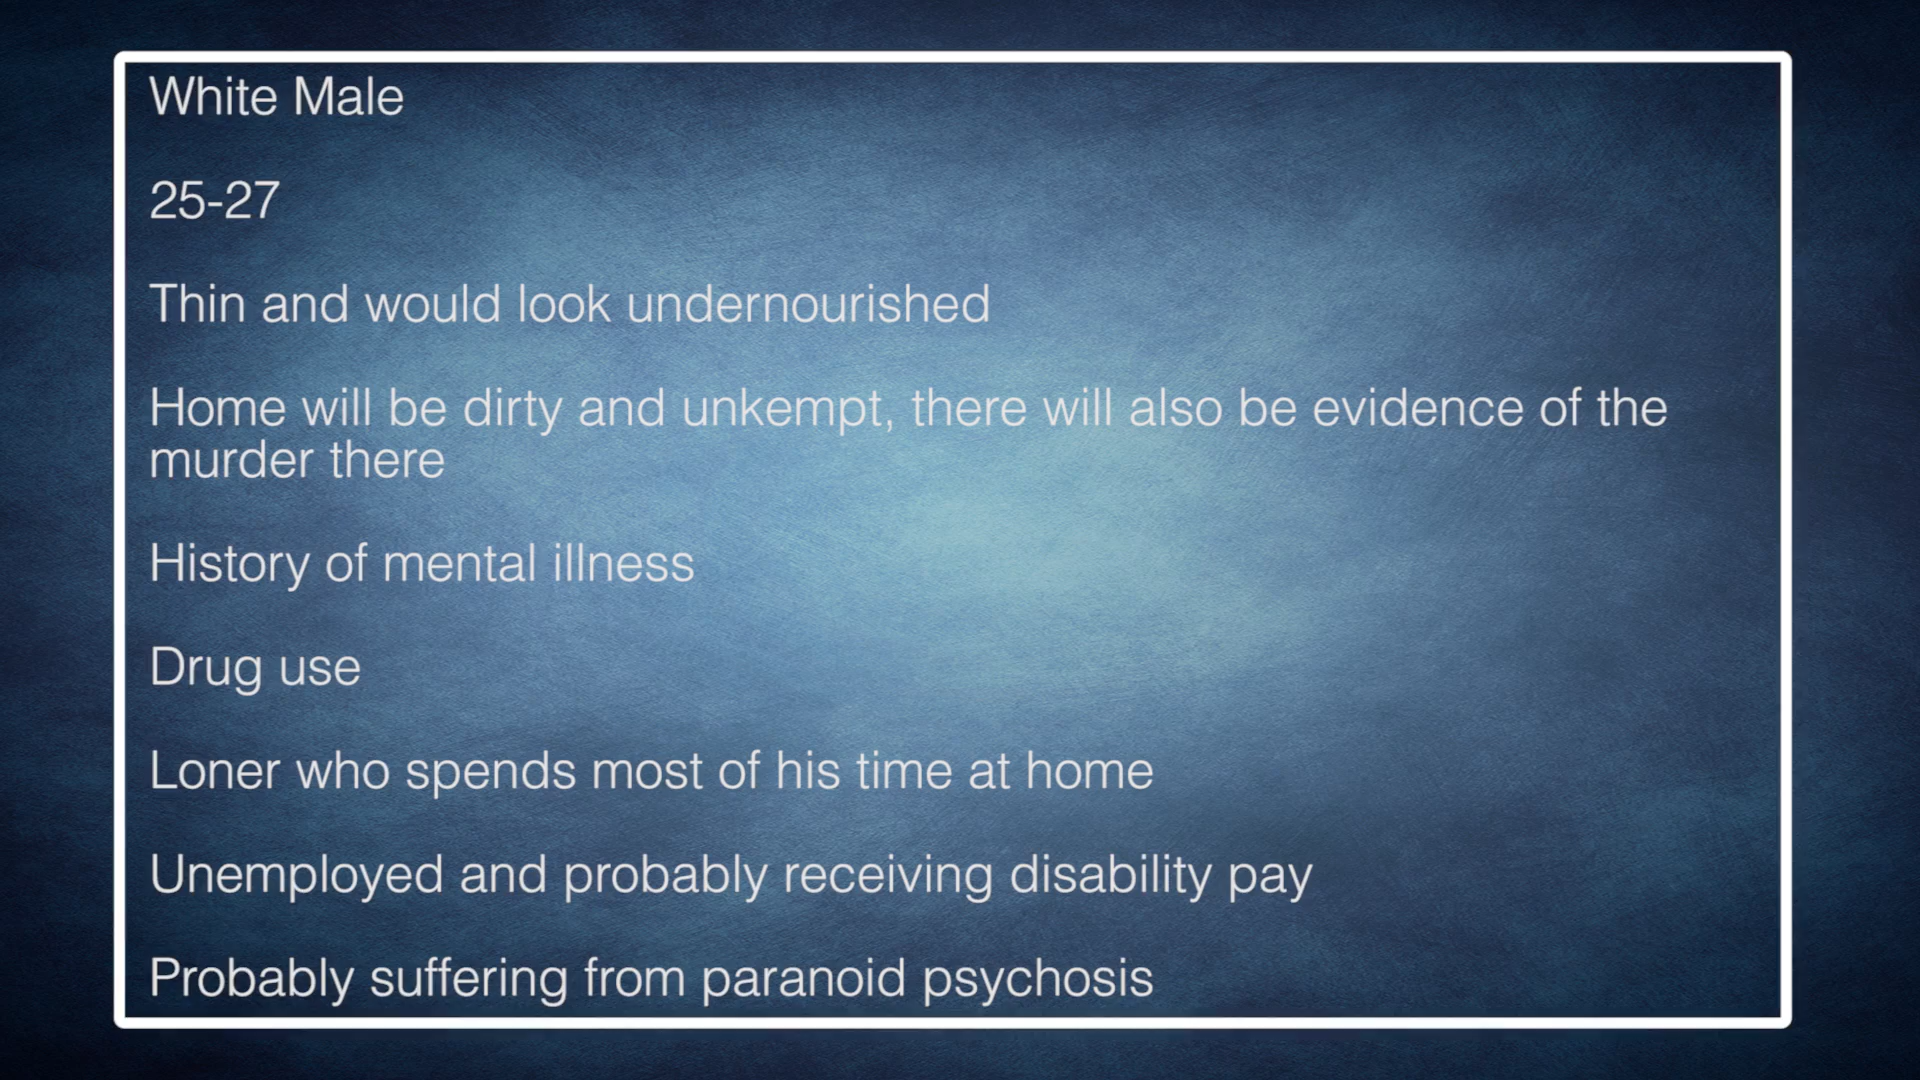 White Male
25-27
Thin and would look undernourished
Home will be dirty and unkempt, there will also be evidence of the
murder there
History of mental illness
Drug use
Loner who spends most of his time at home
Unemployed and probably receiving disability pay
Probably suffering from paranoid psychosis